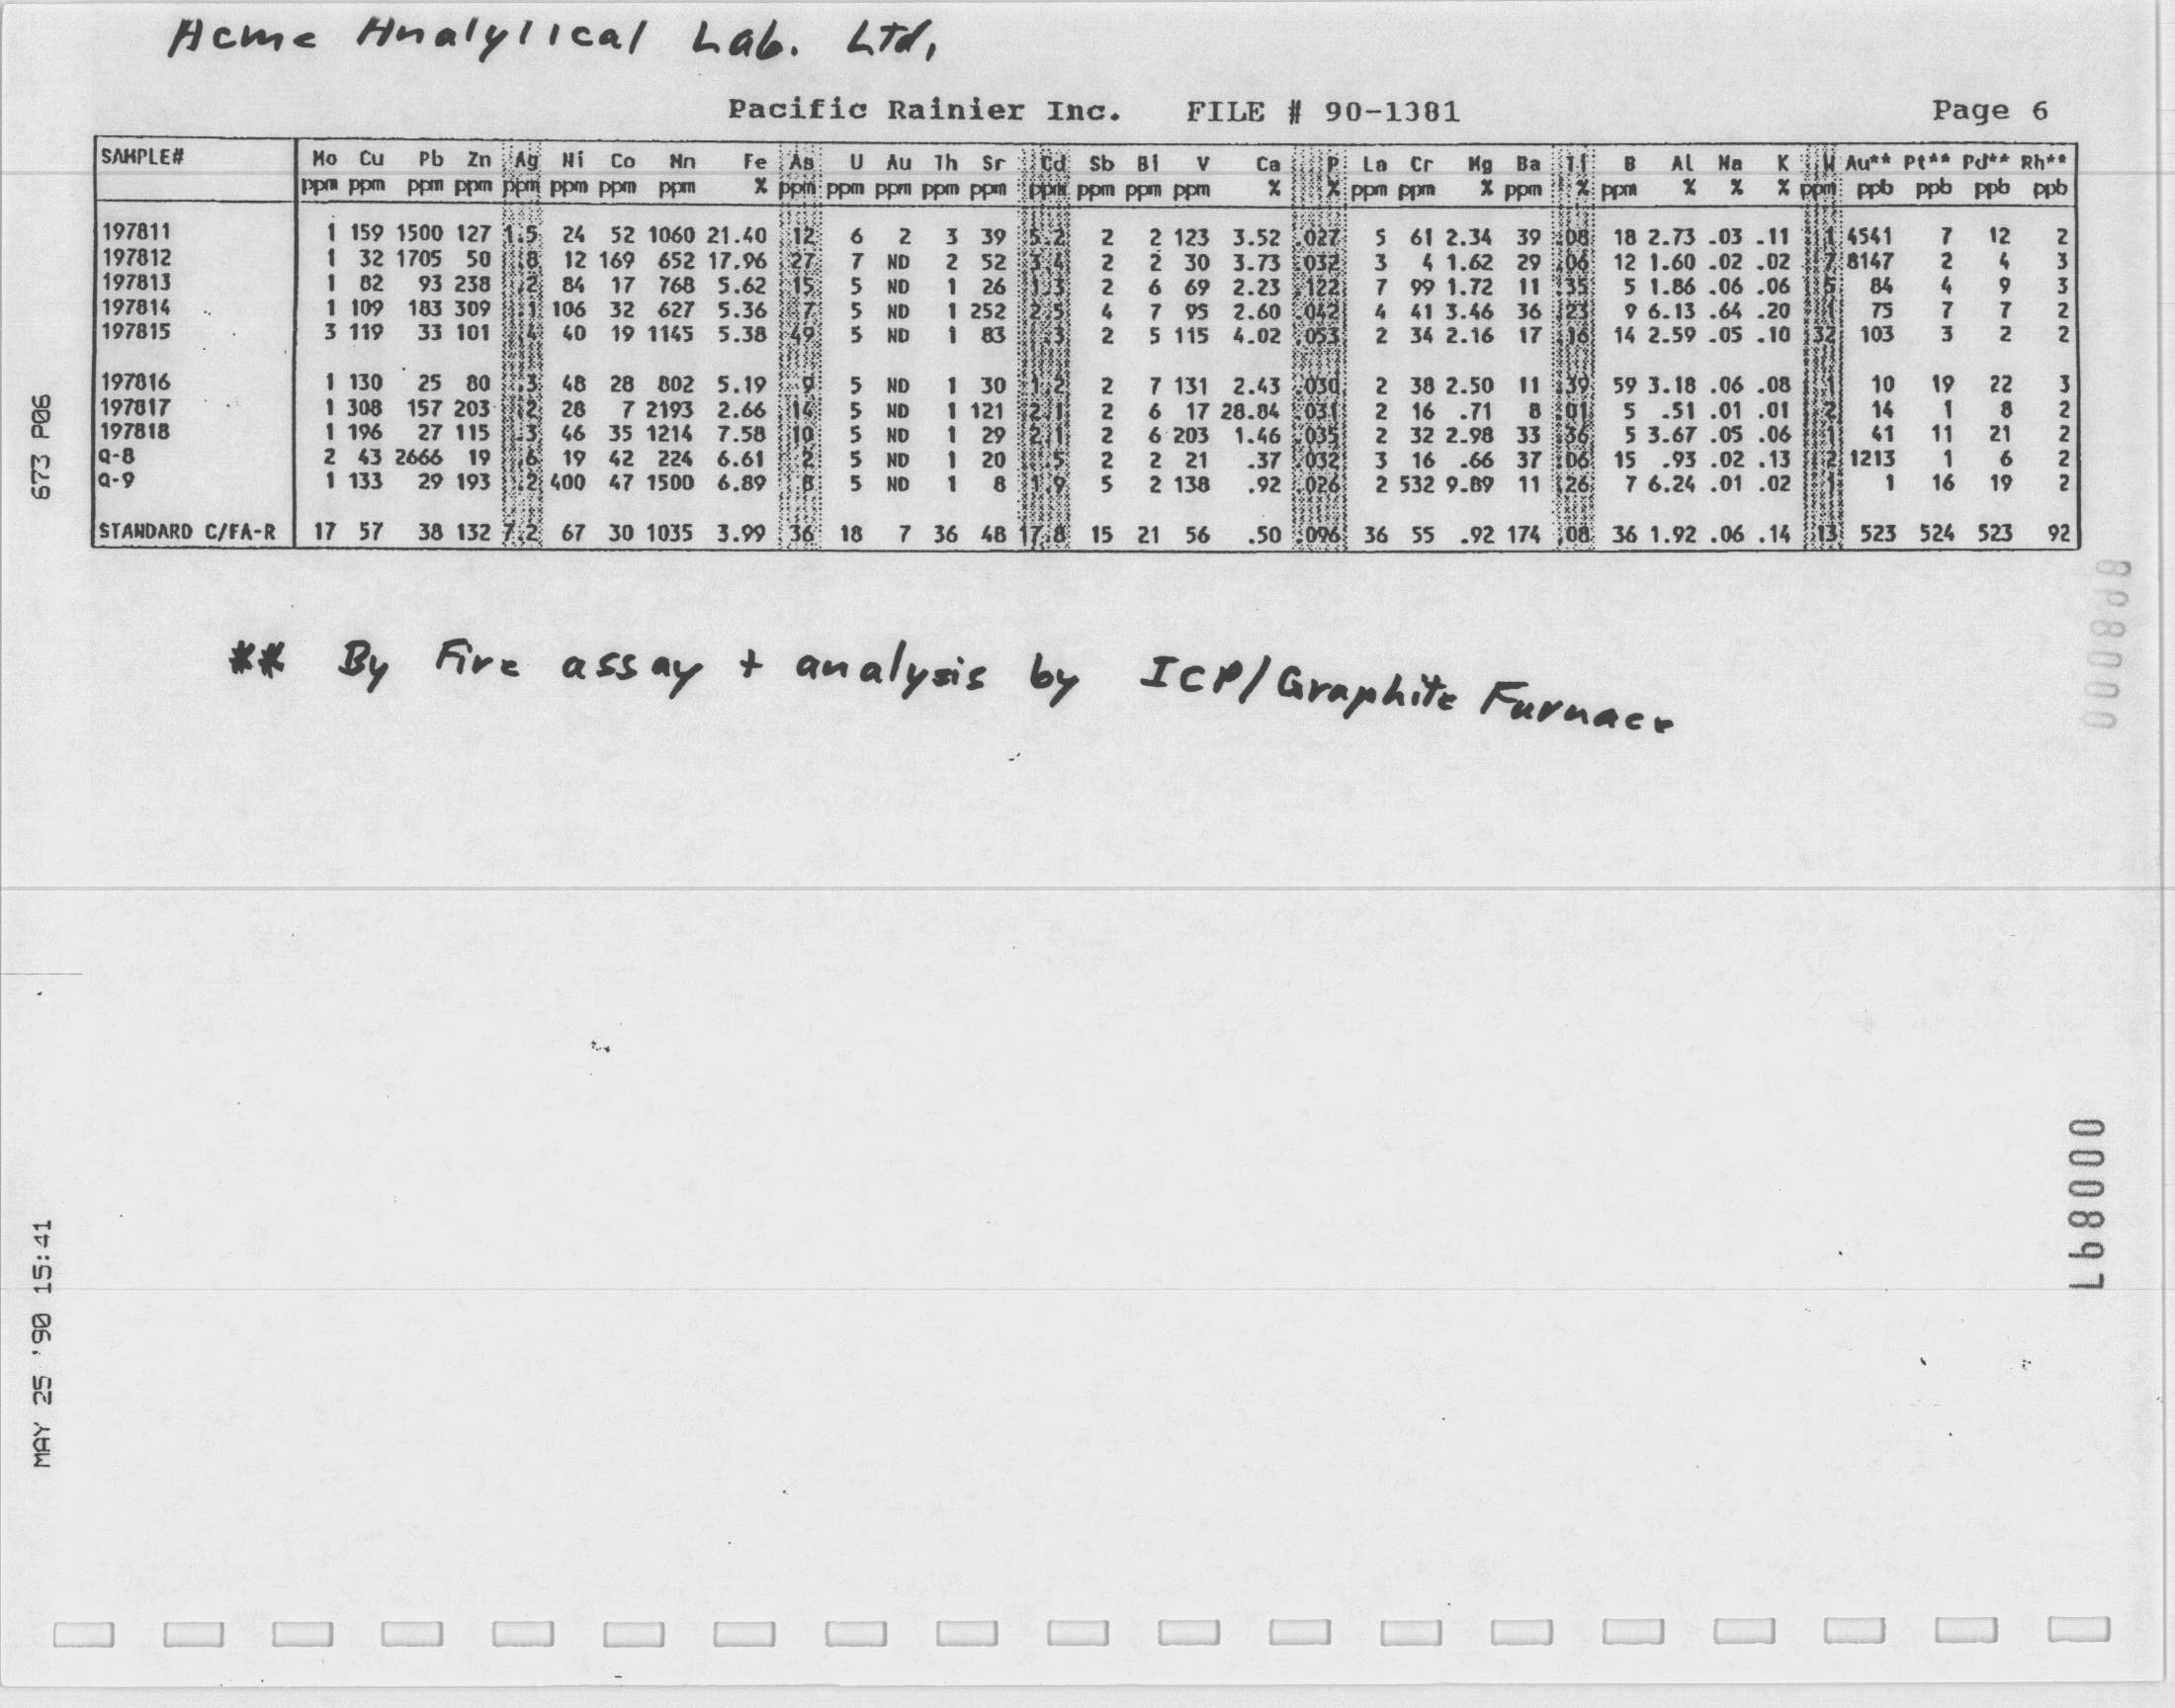 Acme Analytical Lab. Ltd,
Pacific Rainier Inc. FILE # 90-1381 Page 6
SAMPLE# Mo Cu Pb Zn Ag Ni Co Mn Fe As U Au Th Sr Cd Sb Bi V Ca P La Cr Mg Ba Ti B Al Na K W Au** Pt** Pd** Rh**
ppm ppm ppm ppm ppm ppm ppm ppm % ppm ppm ppm ppm ppm ppm ppm ppm ppm % % ppm ppm % ppm % ppm % % % ppm ppb ppb ppb ppb
197811 1 159 1500 127 1.5 24 52 1060 21.40 12 6 2 3 39 5.2 2 2 123 3.52 .027 5 61 2.34 39 .08 18 2.73 .03 .11 1 4541 7 12 2
197812 1 32 1705 50 .8 12 169 652 17.96 27 7 ND 2 52 3.4 2 2 30 3.73 .032 3 4 1.62 29 .06 12 1.60 .02 .02 7 8147 2 4 3
197813 1 82 93 238 .2 84 17 768 5.62 15 5 ND 1 26 1.3 2 6 69 2.23 .122 7 99 1.72 11 .35 5 1.86 .06 .06 5 84 4 9 3
197814 1 109 183 309 .1 106 32 627 5.36 7 5 ND 1 252 2.5 4 7 95 2.60 .042 4 41 3.46 36 .23 9 6.13 .64 .20 1 75 7 7 2
197815 3 119 33 101 .4 40 19 1145 5.38 49 5 ND 1 83 .3 2 5 115 4.02 .053 2 34 2.16 17 .16 14 2.59 .05 .10 32 103 3 2 2
197816 1 130 25 80 .3 48 28 802 5.19 9 5 ND 1 30 1.2 2 7 131 2.43 .030 2 38 2.50 11 .39 59 3.18 .06 .08 1 10 19 22 3
197817 1 308 157 203 .2 28 7 2193 2.66 14 5 ND 1 121 2.1 2 6 17 28.84 .031 2 16 .71 8 .01 5 .51 .01 .01 2 14 1 8 2
197818 1 196 27 115 .3 46 35 1214 7.58 10 5 ND 1 29 2.1 2 6 203 1.46 .035 2 32 2.98 33 .36 5 3.67 .05 .06 1 41 11 21 2
Q-8 2 43 2666 19 .6 19 42 224 6.61 2 5 ND 1 20 .5 2 2 21 .37 .032 3 16 .66 37 .06 15 .93 .02 .13 2 1213 1 6 2
Q-9 1 133 29 193 .2 400 47 1500 6.89 8 5 ND 1 8 1.9 5 2 138 .92 .026 2 532 9.89 11 .26 7 6.24 .01 .02 1 1 16 19 2
STANDARD C/FA-R 17 57 38 132 7.2 67 30 1035 3.99 36 18 7 36 48 17.8 15 21 56 .50 .096 36 55 .92 174 .08 36 1.92 .06 .14 13 523 524 523 92
** By Fire assay + analysis by ICP/Graphite Furnace
673 P06
MAY 25 '90 15:41
000848
000897